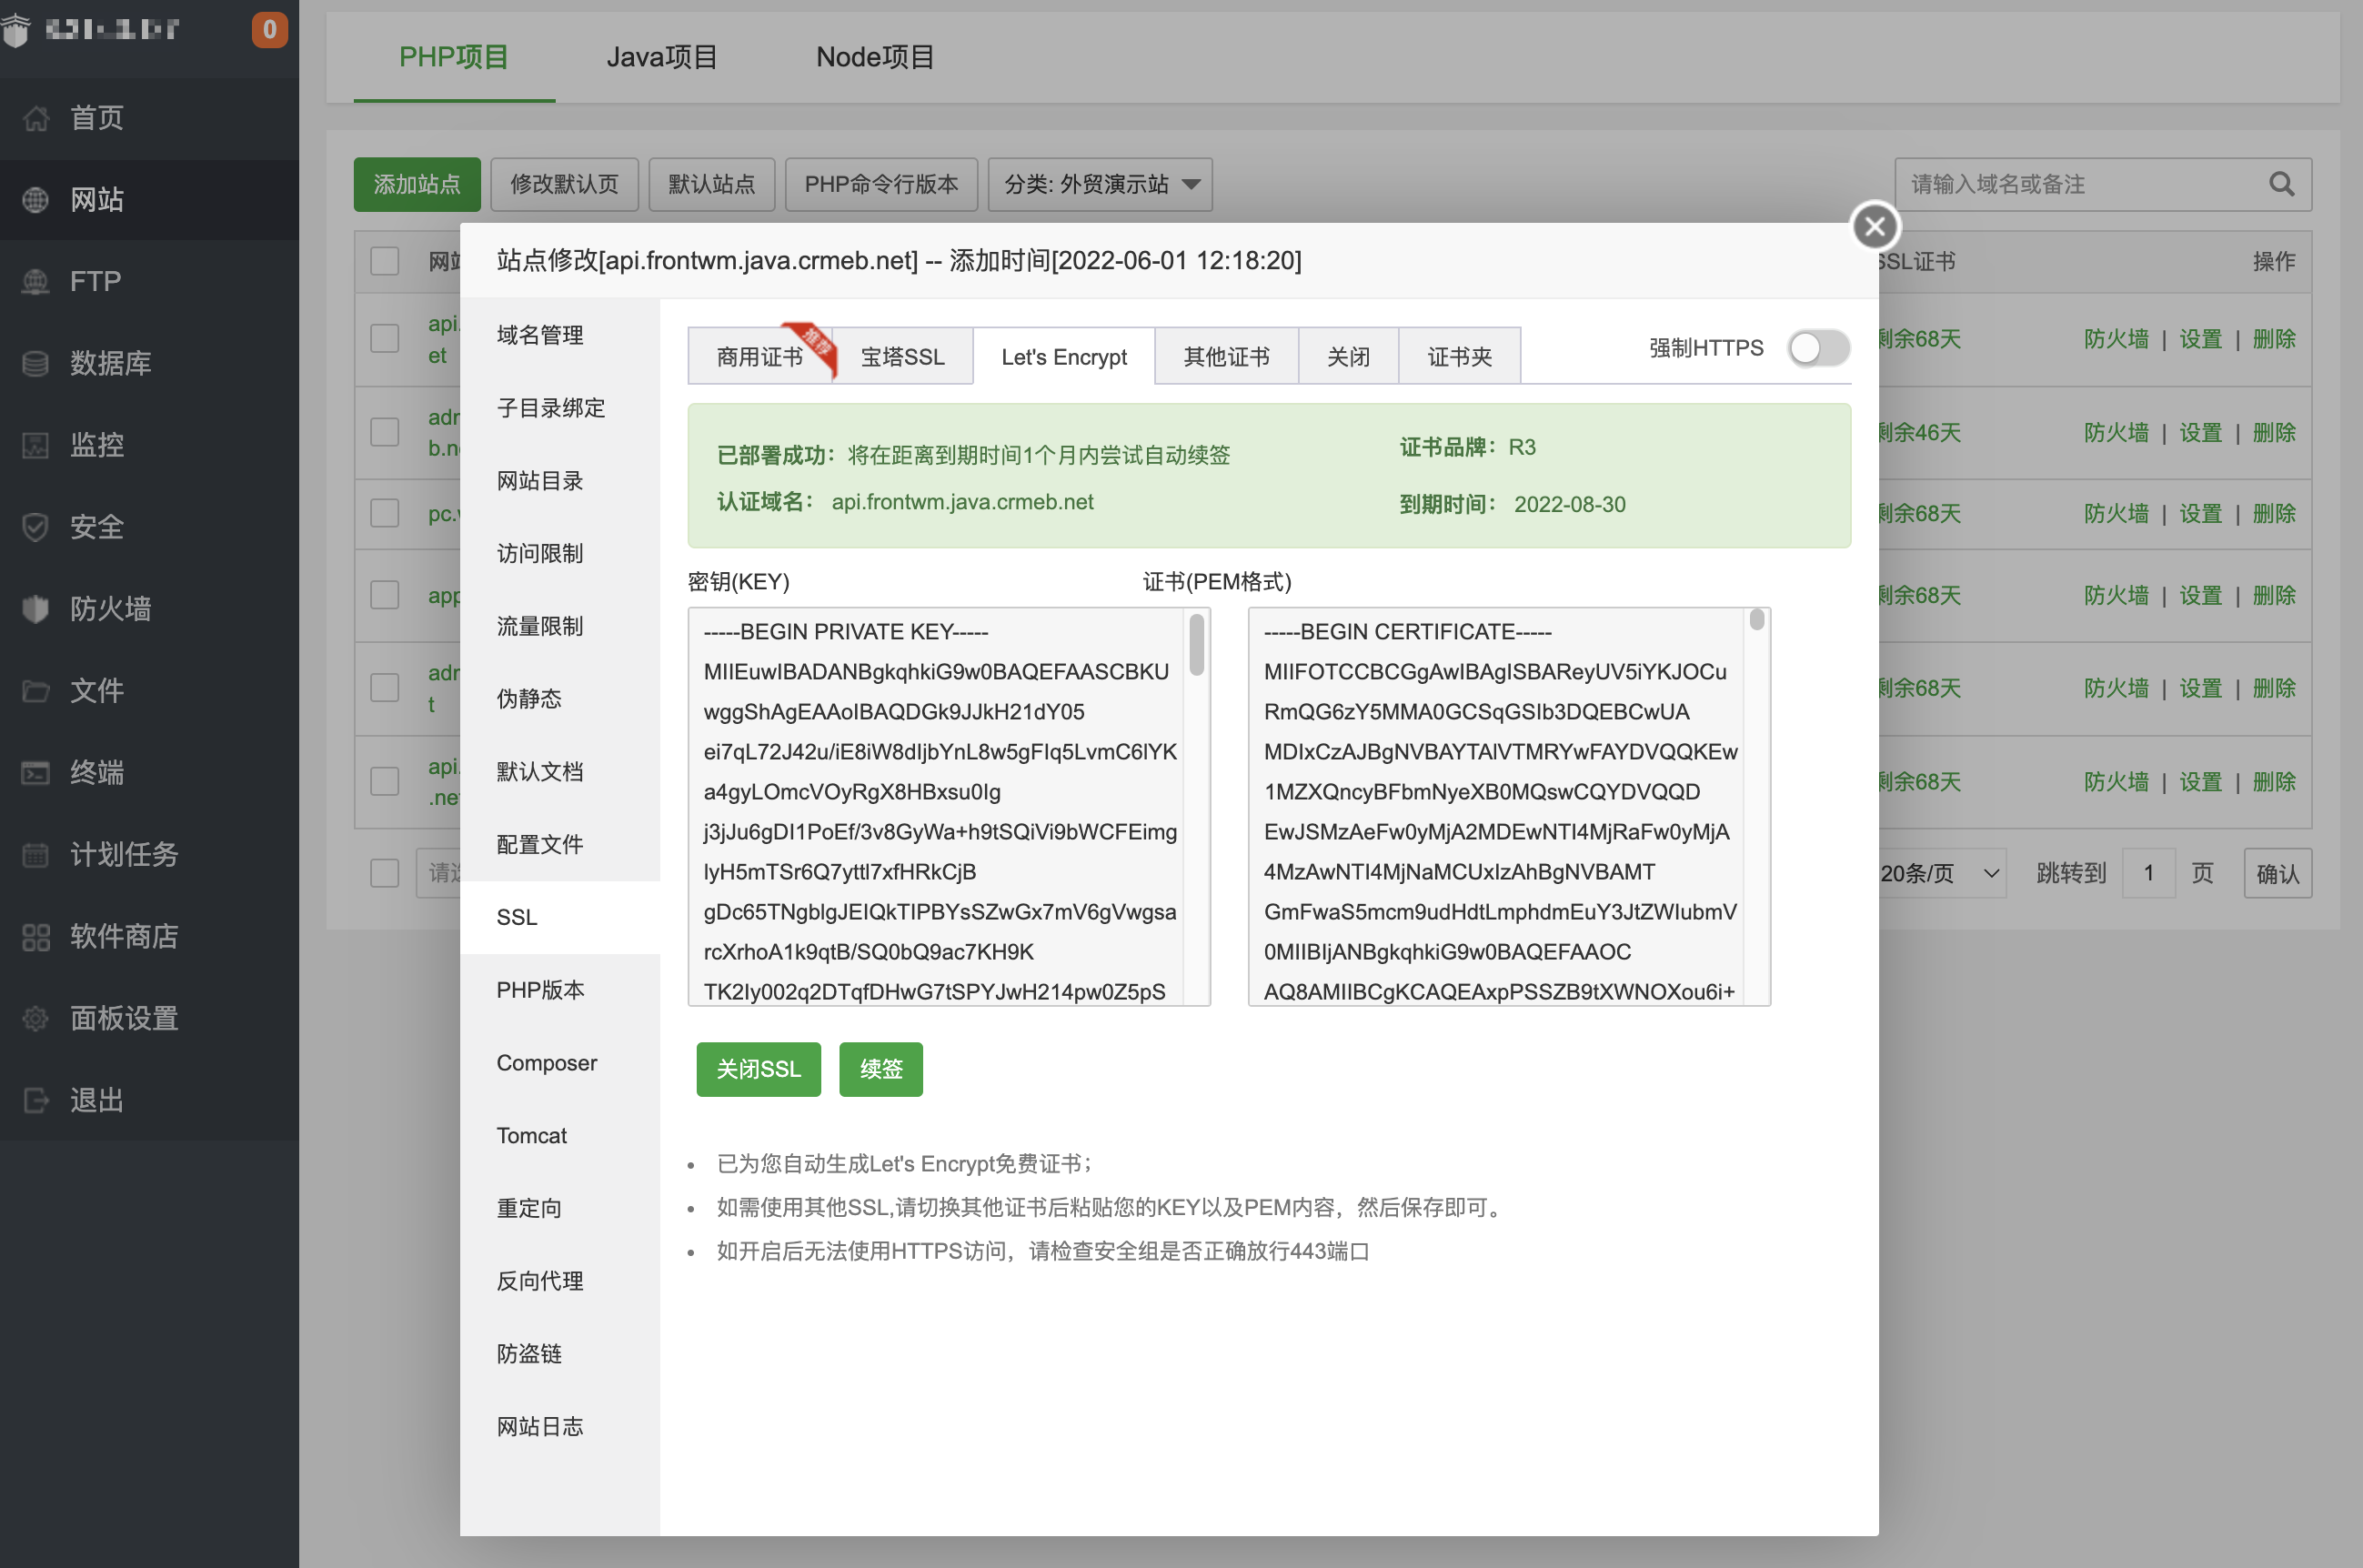 0
首页
网站
FTP
数据库
监控
安全
防火墙
文件
终端
计划任务
软件商店
面板设置
退出
PHP项目
Java项目
Node项目
添加站点
修改默认页
默认站点
PHP命令行版本
分类: 外贸演示站
请输入域名或备注
SSL证书
操作
api.
et
剩余68天
防火墙 | 设置 | 删除
剩余46天
防火墙 | 设置 | 删除
剩余68天
防火墙 | 设置 | 删除
app
剩余68天
防火墙 | 设置 | 删除
t
剩余68天
防火墙 | 设置 | 删除
api.
剩余68天
防火墙 | 设置 | 删除
20条/页
跳转到
1
页
确认
站点修改[api.frontwm.java.crmeb.net] -- 添加时间[2022-06-01 12:18:20]
域名管理
子目录绑定
网站目录
访问限制
流量限制
伪静态
默认文档
配置文件
SSL
PHP版本
Composer
Tomcat
重定向
反向代理
防盗链
网站日志
商用证书
推荐
宝塔SSL
Let's Encrypt
其他证书
关闭
证书夹
强制HTTPS
已部署成功：将在距离到期时间1个月内尝试自动续签
证书品牌：R3
认证域名： api.frontwm.java.crmeb.net
到期时间： 2022-08-30
密钥(KEY)
-----BEGIN PRIVATE KEY-----
MIIEuwIBADANBgkqhkiG9w0BAQEFAASCBKU
wggShAgEAAoIBAQDGk9JJkH21dY05
ei7qL72J42u/iE8iW8dIjbYnL8w5gFIq5LvmC6lYK
a4gyLOmcVOyRgX8HBxsu0Ig
j3jJu6gDI1PoEf/3v8GyWa+h9tSQiVi9bWCFEimg
lyH5mTSr6Q7yttl7xfHRkCjB
gDc65TNgblgJEIQkTIPBYsSZwGx7mV6gVwgsa
rcXrhoA1k9qtB/SQ0bQ9ac7KH9K
TK2Iy002q2DTqfDHwG7tSPYJwH214pw0Z5pS
证书(PEM格式)
-----BEGIN CERTIFICATE-----
MIIFOTCCBCGgAwIBAgISBAReyUV5iYKJOCu
RmQG6zY5MMA0GCSqGSIb3DQEBCwUA
MDIxCzAJBgNVBAYTAlVTMRYwFAYDVQQKEw
1MZXQncyBFbmNyeXB0MQswCQYDVQQD
EwJSMzAeFw0yMjA2MDEwNTI4MjRaFw0yMjA
4MzAwNTI4MjNaMCUxIzAhBgNVBAMT
GmFwaS5mcm9udHdtLmphdmEuY3JtZWIubmV
0MIIBIjANBgkqhkiG9w0BAQEFAAOC
AQ8AMIIBCgKCAQEAxpPSSZB9tXWNOXou6i+
关闭SSL
续签
已为您自动生成Let's Encrypt免费证书；
如需使用其他SSL,请切换其他证书后粘贴您的KEY以及PEM内容，然后保存即可。
如开启后无法使用HTTPS访问，请检查安全组是否正确放行443端口